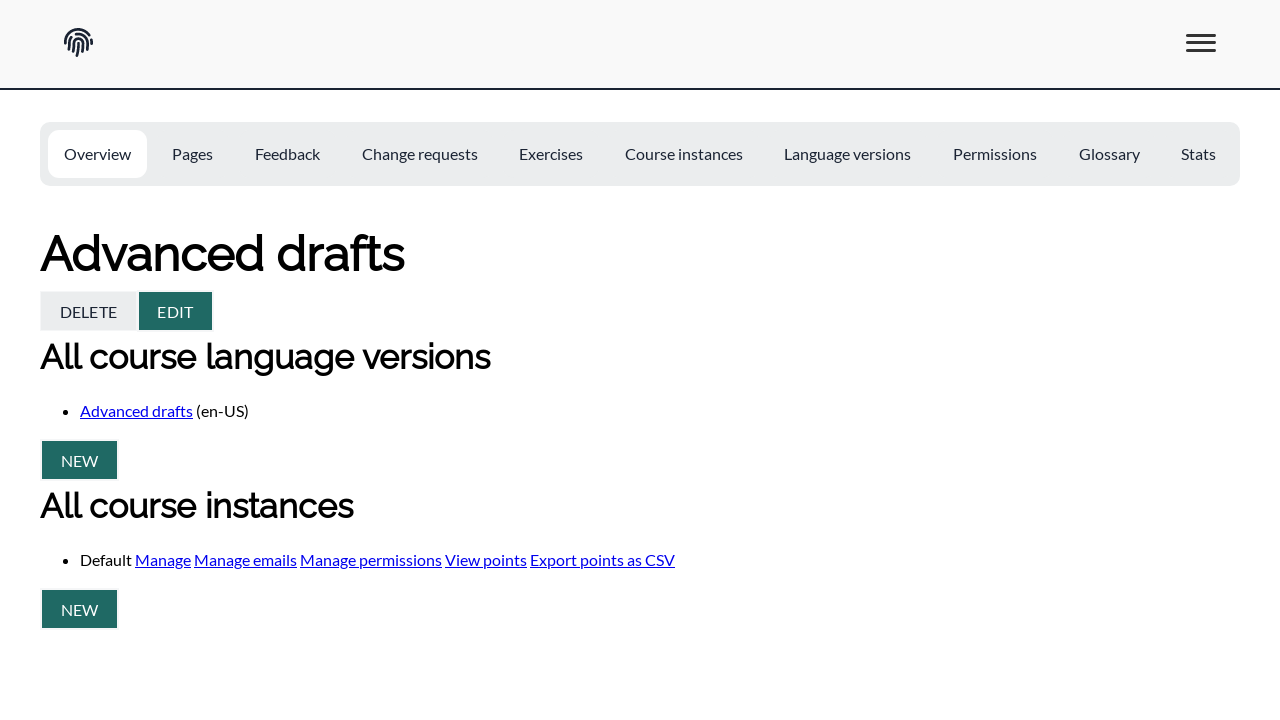 Overview Pages Feedback Change requests Exercises Course instances Language versions Permissions Glossary Stats
Advanced drafts
DELETE EDIT
All course language versions
Advanced drafts (en-US)
NEW
All course instances
Default Manage Manage emails Manage permissions View points Export points as CSV
NEW